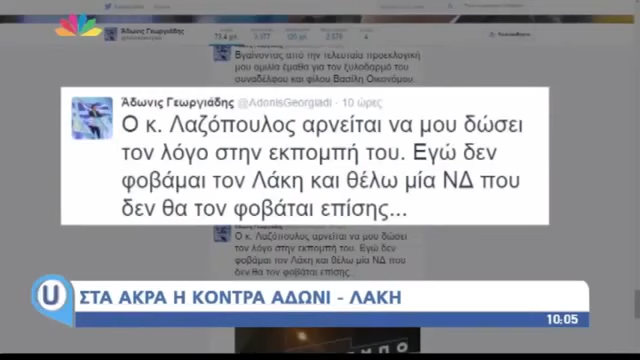 Άδωνις Γεωργιάδης
Βγαίνοντας από την τελευταία προεκλογική
μου ομιλία έμαθα για τον ξυλοδαρμό του
συναδέλφου και φίλου Βασίλη Οικονόμου.
Άδωνις Γεωργιάδης @AdonisGeorgiadi · 10 ώρες
Ο κ. Λαζόπουλος αρνείται να μου δώσει
τον λόγο στην εκπομπή του. Εγώ δεν
φοβάμαι τον Λάκη και θέλω μία ΝΔ που
δεν θα τον φοβάται επίσης...
Ο κ. Λαζόπουλος αρνείται να μου δώσει
τον λόγο στην εκπομπή του. Εγώ δεν
φοβάμαι τον Λάκη και θέλω μία ΝΔ που
δεν θα τον φοβάται επίσης...
U ΣΤΑ ΑΚΡΑ Η ΚΟΝΤΡΑ ΑΔΩΝΙ - ΛΑΚΗ
10:05